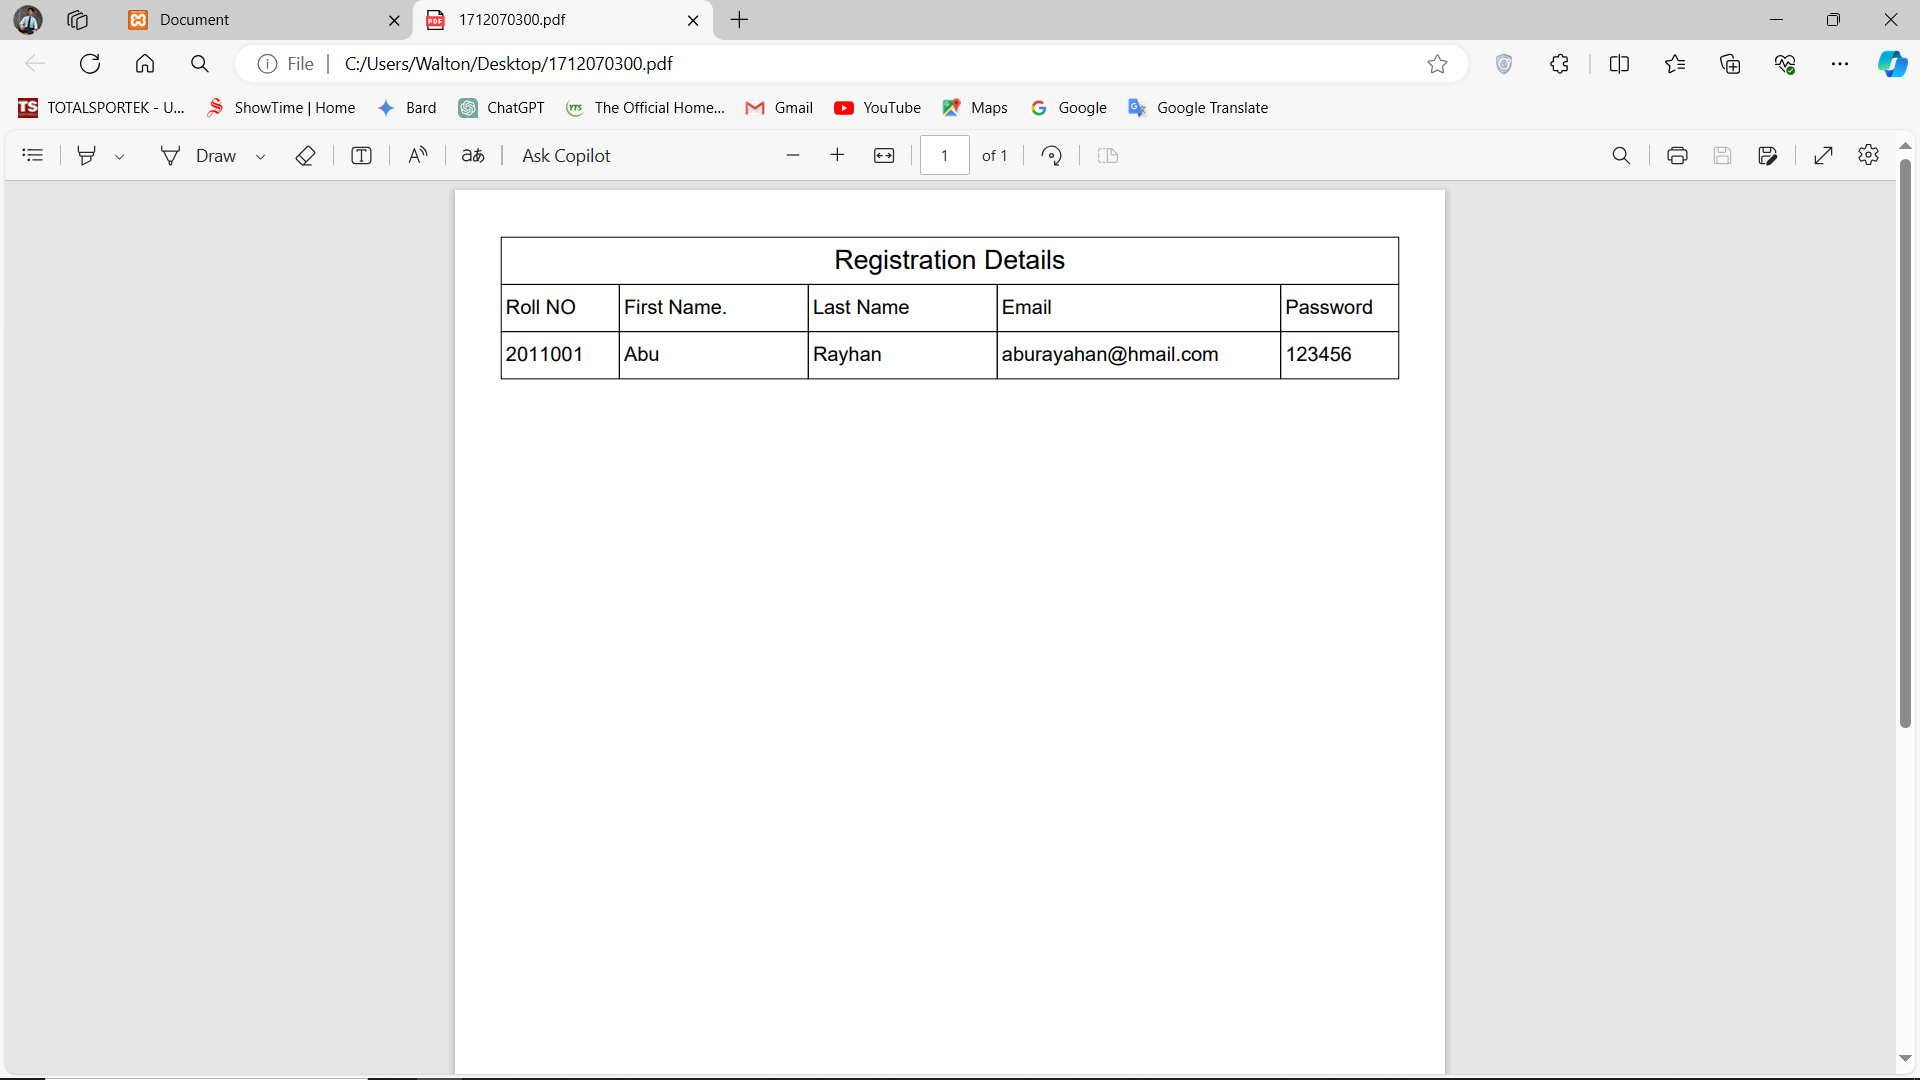 Document
1712070300.pdf
File
C:/Users/Walton/Desktop/1712070300.pdf
TOTALSPORTEK - U...
ShowTime | Home
Bard
ChatGPT
The Official Home...
Gmail
YouTube
Maps
Google
Google Translate
Draw
Ask Copilot
1 of 1
Registration Details
Roll NO First Name. Last Name Email Password
2011001 Abu Rayhan aburayahan@hmail.com 123456